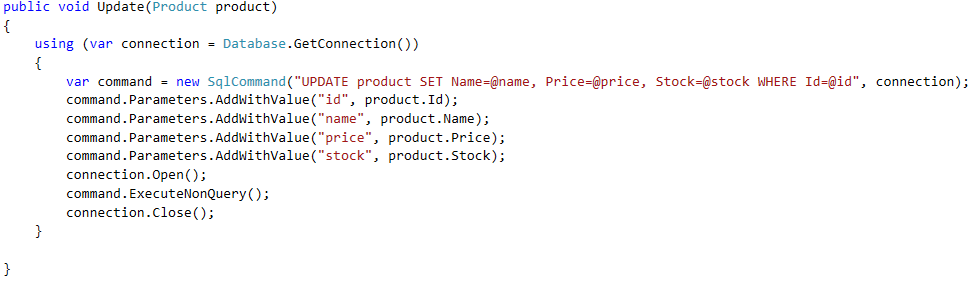 public void Update(Product product)
{
    using (var connection = Database.GetConnection())
    {
        var command = new SqlCommand("UPDATE product SET Name=@name, Price=@price, Stock=@stock WHERE Id=@id", connection);
        command.Parameters.AddWithValue("id", product.Id);
        command.Parameters.AddWithValue("name", product.Name);
        command.Parameters.AddWithValue("price", product.Price);
        command.Parameters.AddWithValue("stock", product.Stock);
        connection.Open();
        command.ExecuteNonQuery();
        connection.Close();
    }

}